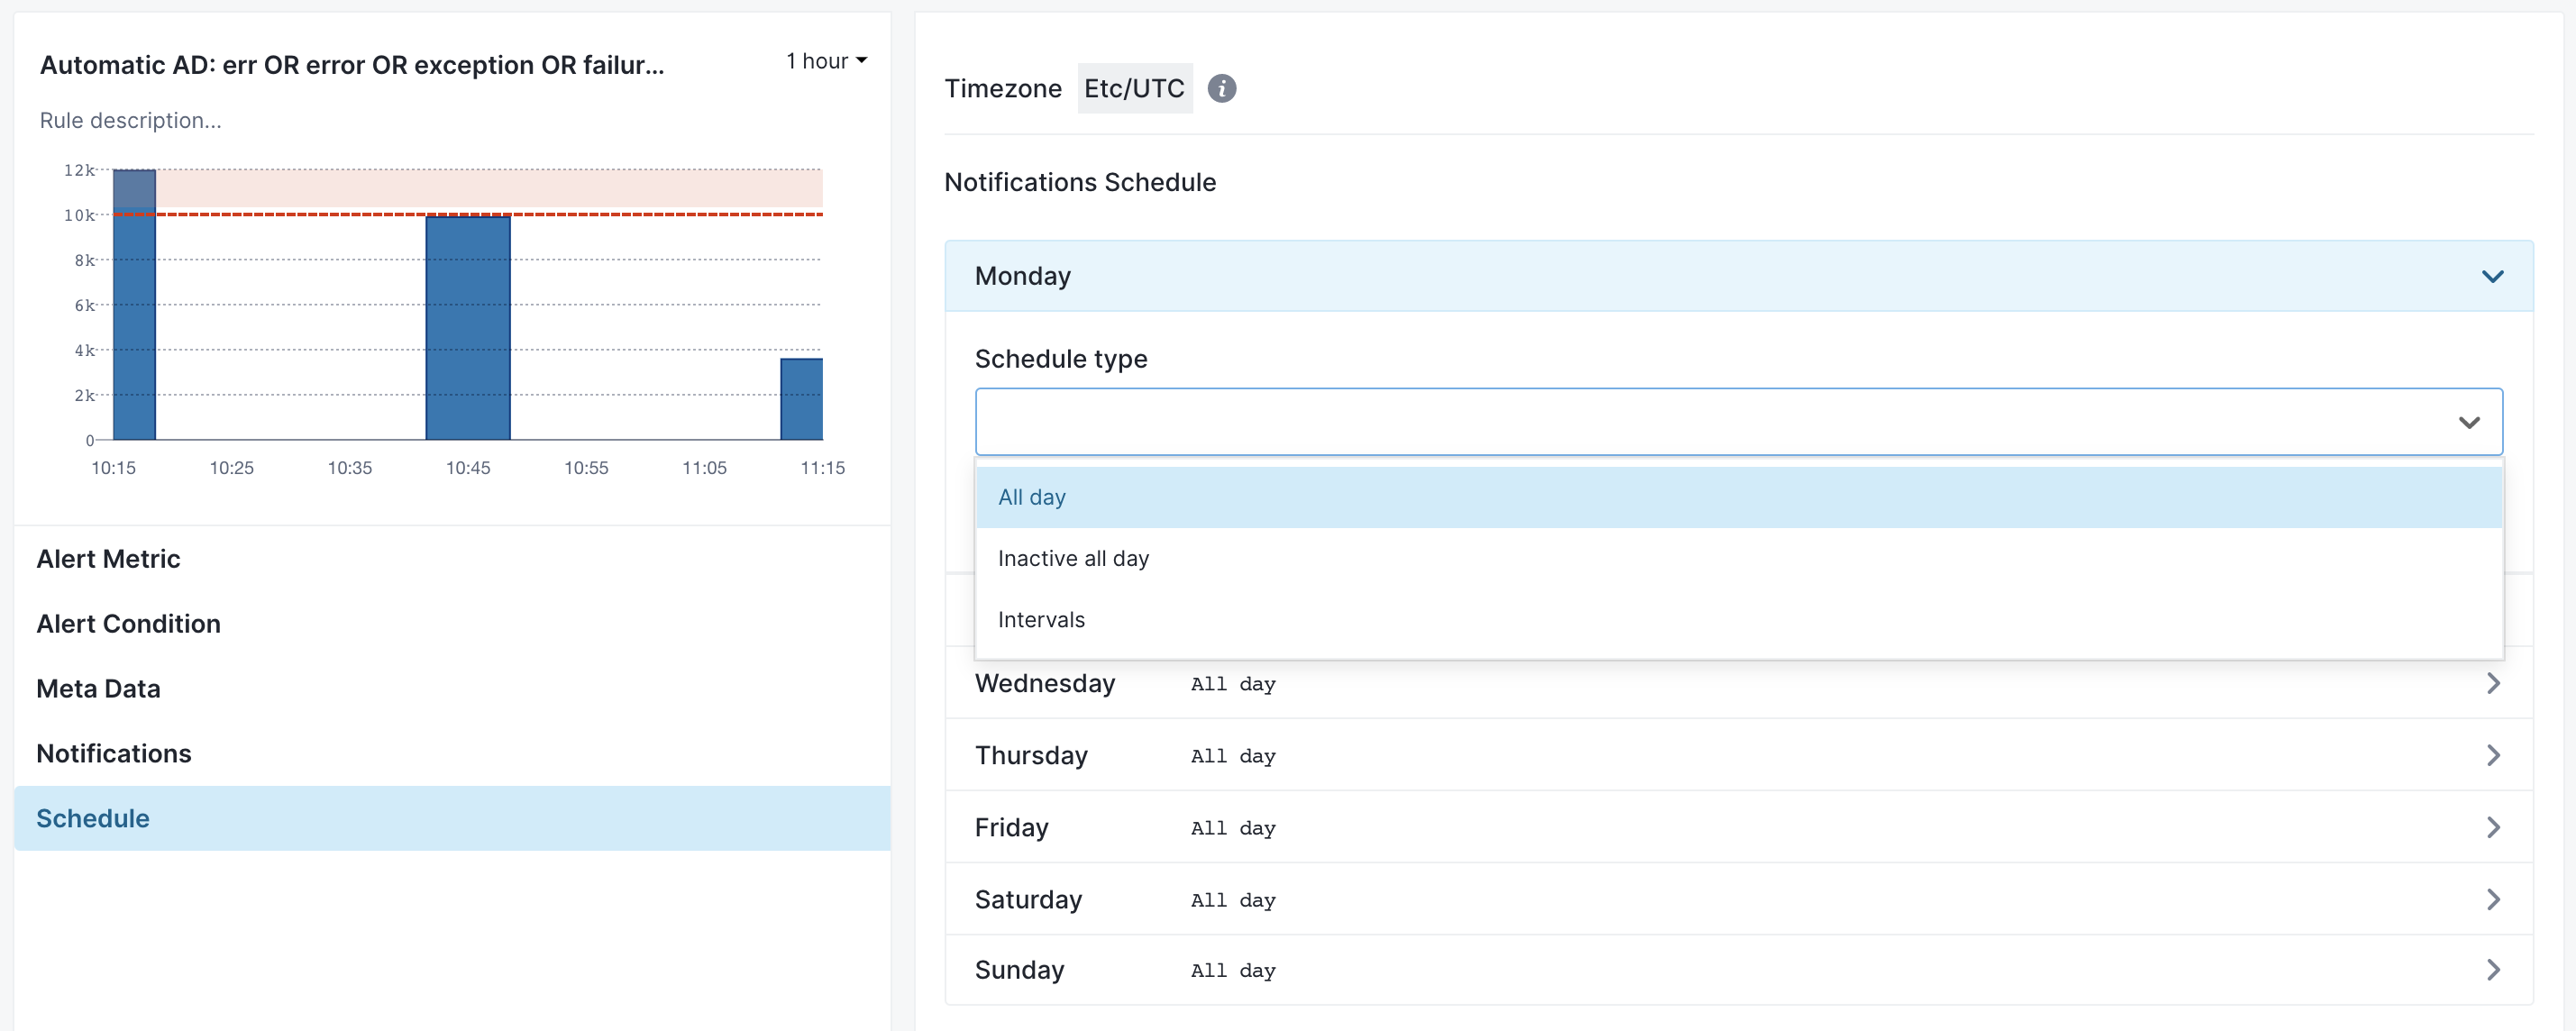 Automatic AD: err OR error OR exception OR failur...
1 hour
Rule description...
12k
10k
8k
6k
4k
2k
0
10:15 10:25 10:35 10:45 10:55 11:05 11:15
Alert Metric
Alert Condition
Meta Data
Notifications
Schedule
Timezone Etc/UTC i
Notifications Schedule
Monday
Schedule type
All day
Inactive all day
Intervals
Wednesday All day
Thursday All day
Friday All day
Saturday All day
Sunday All day